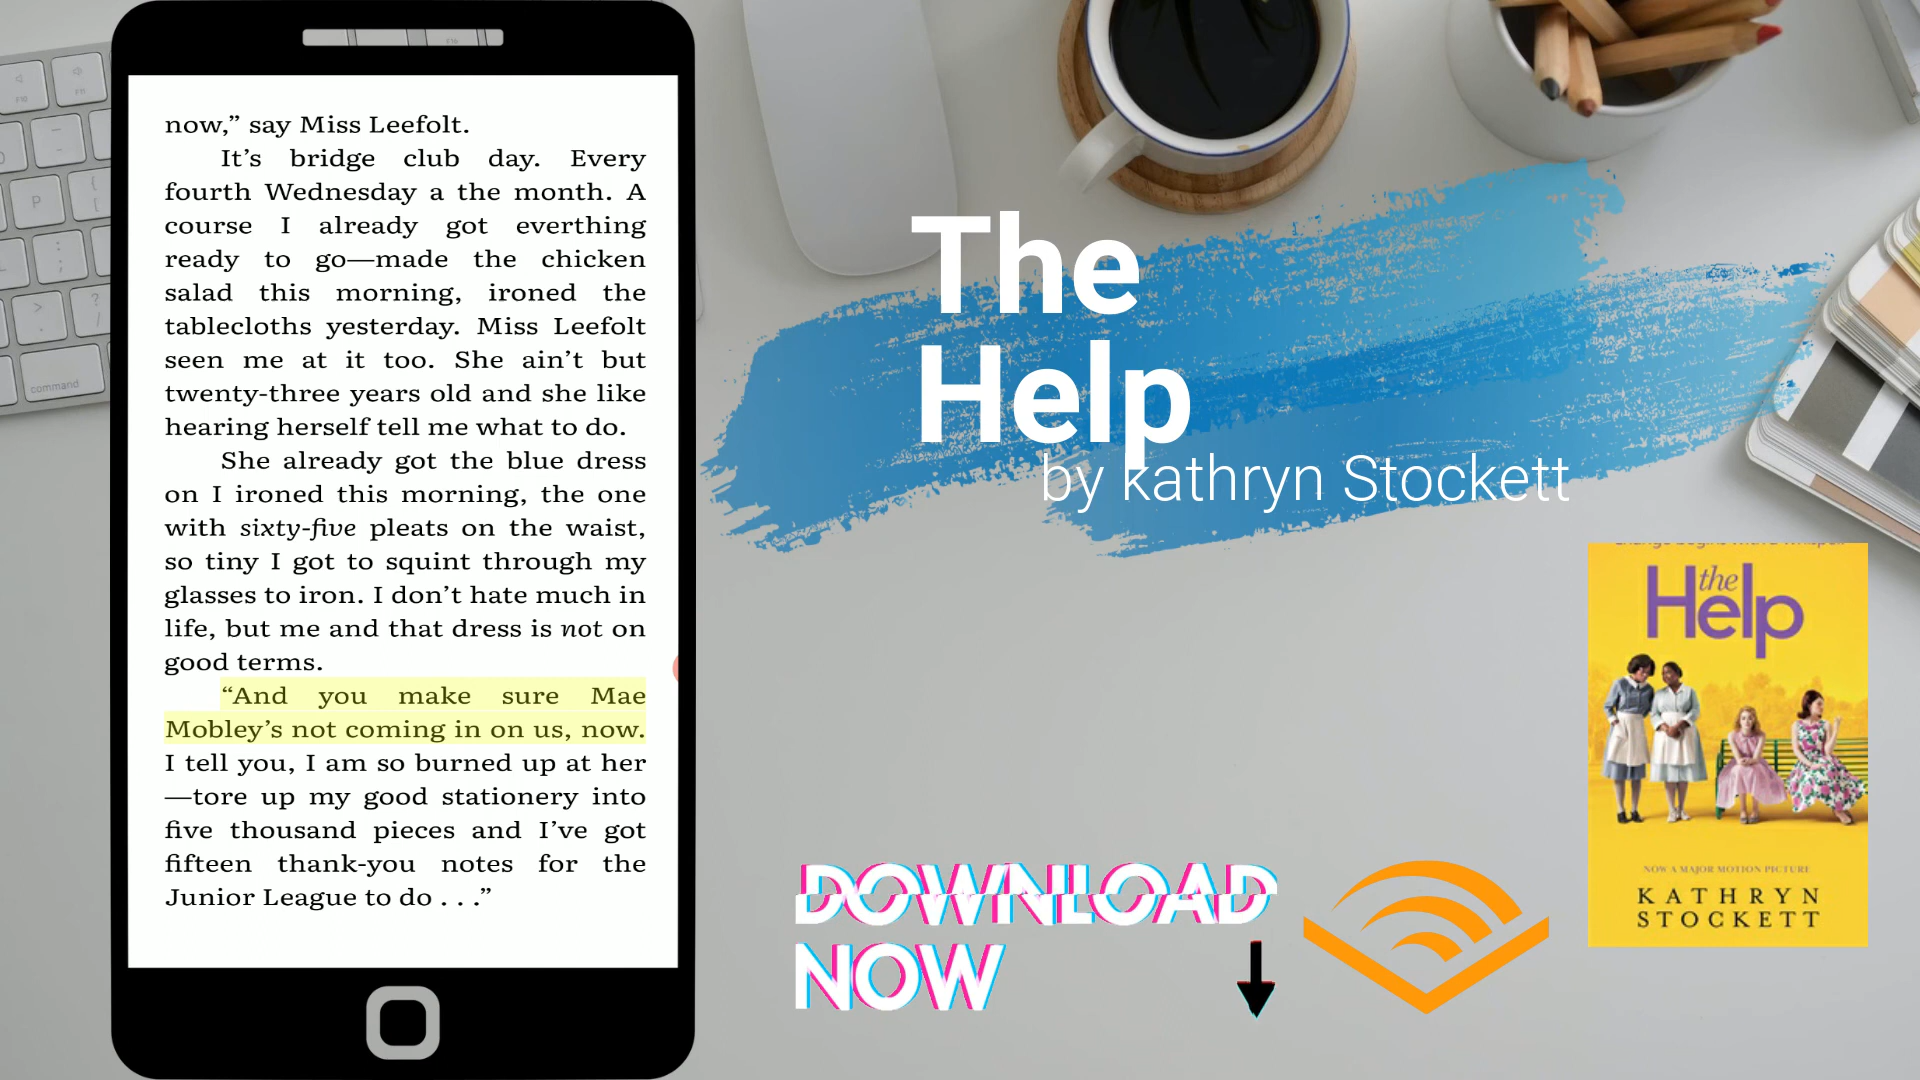 now,” say Miss Leefolt.
It’s bridge club day. Every
fourth Wednesday a the month. A
course I already got everthing
ready to go—made the chicken
salad this morning, ironed the
tablecloths yesterday. Miss Leefolt
seen me at it too. She ain’t but
twenty-three years old and she like
hearing herself tell me what to do.
She already got the blue dress
on I ironed this morning, the one
with sixty-five pleats on the waist,
so tiny I got to squint through my
glasses to iron. I don’t hate much in
life, but me and that dress is not on
good terms.
“And you make sure Mae
Mobley’s not coming in on us, now.
I tell you, I am so burned up at her
—tore up my good stationery into
five thousand pieces and I’ve got
fifteen thank-you notes for the
Junior League to do . . .”
The
Help
by kathryn Stockett
DOWNLOAD
NOW
the
Help
NOW A MAJOR MOTION PICTURE
KATHRYN
STOCKETT
F10
F11
P
command